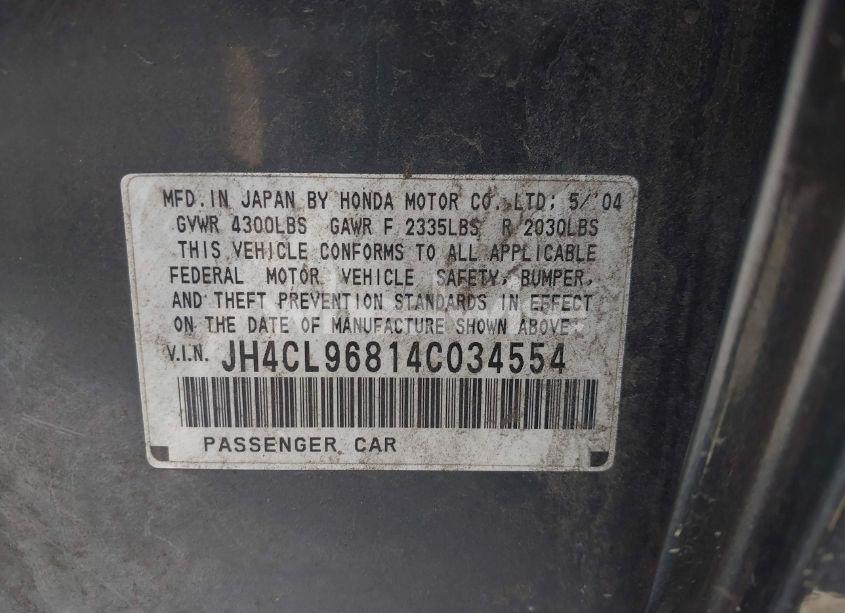 MFD. IN JAPAN BY HONDA MOTOR CO., LTD; 5/'04
GVWR 4300LBS GAWR F 2335LBS R 2030LBS
THIS VEHICLE CONFORMS TO ALL APPLICABLE
FEDERAL MOTOR VEHICLE SAFETY, BUMPER,
AND THEFT PREVENTION STANDARDS IN EFFECT
ON THE DATE OF MANUFACTURE SHOWN ABOVE.
V.I.N. JH4CL96814C034554
PASSENGER CAR